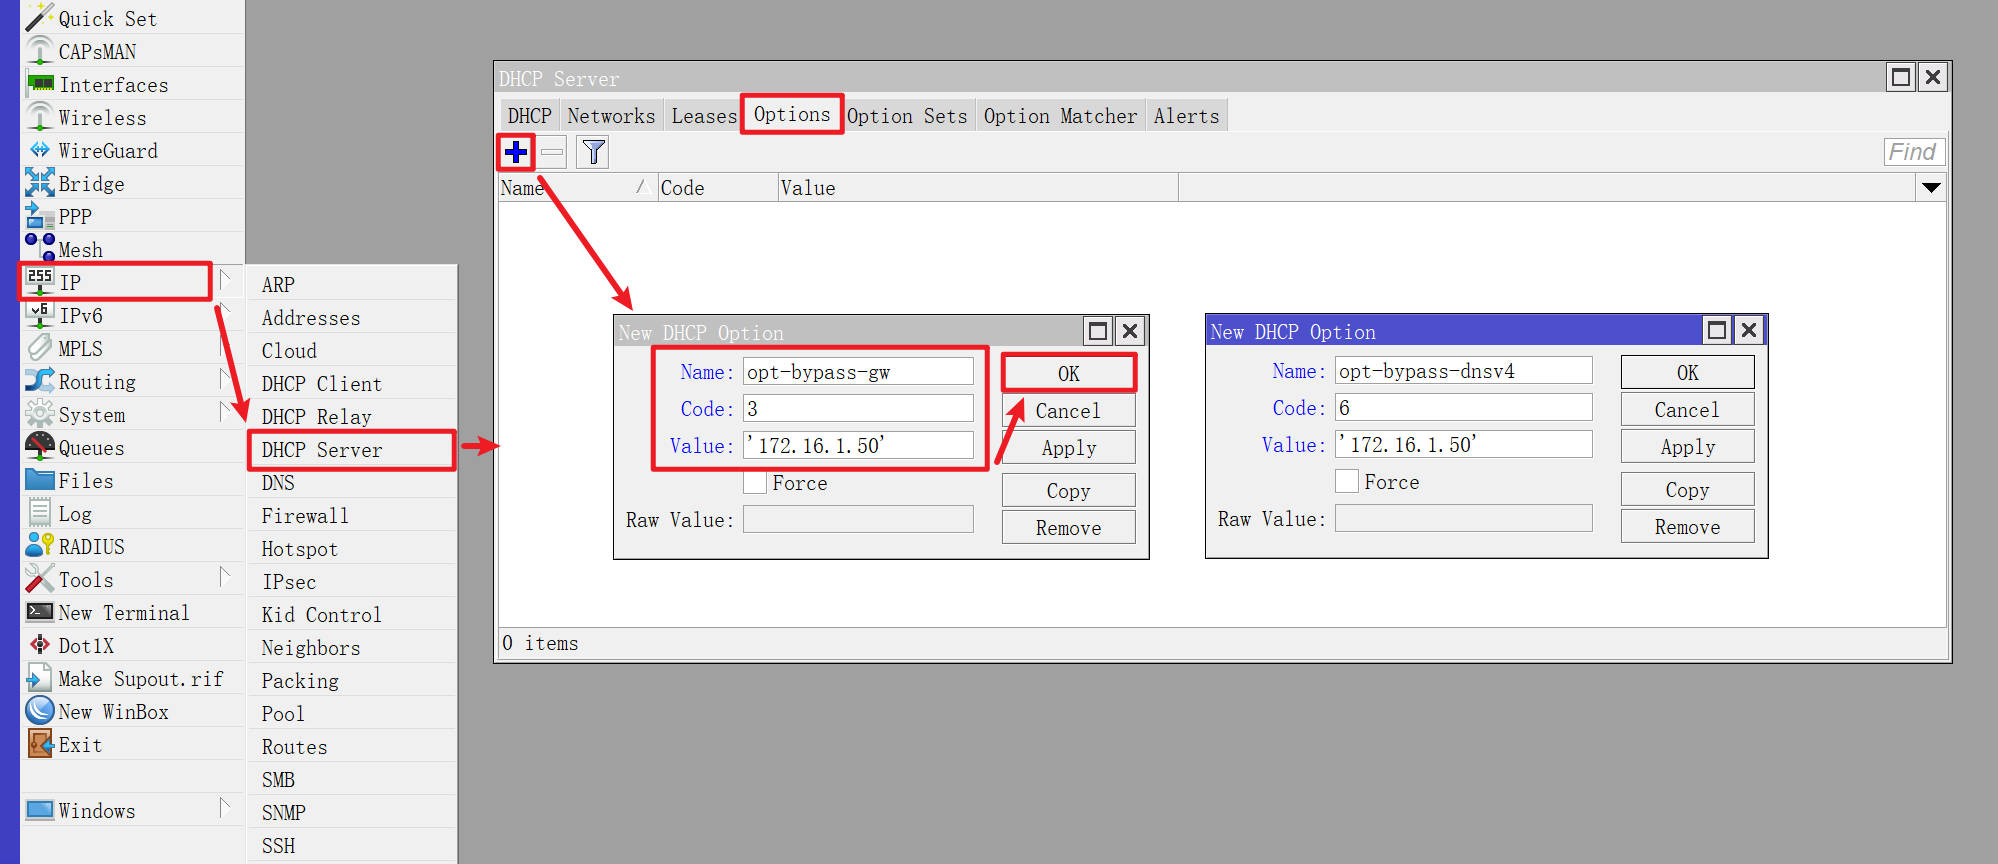 Quick Set
CAPsMAN
Interfaces
Wireless
WireGuard
Bridge
PPP
Mesh
255
IP
v6
IPv6
MPLS
Routing
System
Queues
Files
Log
RADIUS
Tools
New Terminal
Dot1X
Make Supout.rif
New WinBox
Exit
Windows
ARP
Addresses
Cloud
DHCP Client
DHCP Relay
DHCP Server
DNS
Firewall
Hotspot
IPsec
Kid Control
Neighbors
Packing
Pool
Routes
SMB
SNMP
SSH
DHCP Server
DHCP Networks Leases Options Option Sets Option Matcher Alerts
Find
Name Code Value
New DHCP Option
Name: opt-bypass-gw
Code: 3
Value: '172.16.1.50'
Force
Raw Value:
OK
Cancel
Apply
Copy
Remove
New DHCP Option
Name: opt-bypass-dnsv4
Code: 6
Value: '172.16.1.50'
Force
Raw Value:
OK
Cancel
Apply
Copy
Remove
0 items